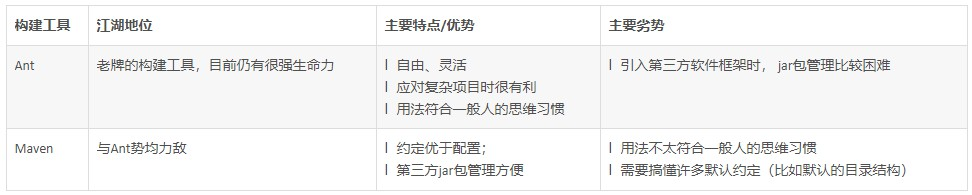 构建工具 江湖地位 主要特点/优势 主要劣势
Ant 老牌的构建工具，目前仍有很强生命力 l 自由、灵活 l 引入第三方软件框架时， jar包管理比较困难
l 应对复杂项目时很有利
l 用法符合一般人的思维习惯
Maven 与Ant势均力敌 l 约定优于配置； l 用法不太符合一般人的思维习惯
l 第三方jar包管理方便 l 需要搞懂许多默认约定（比如默认的目录结构）